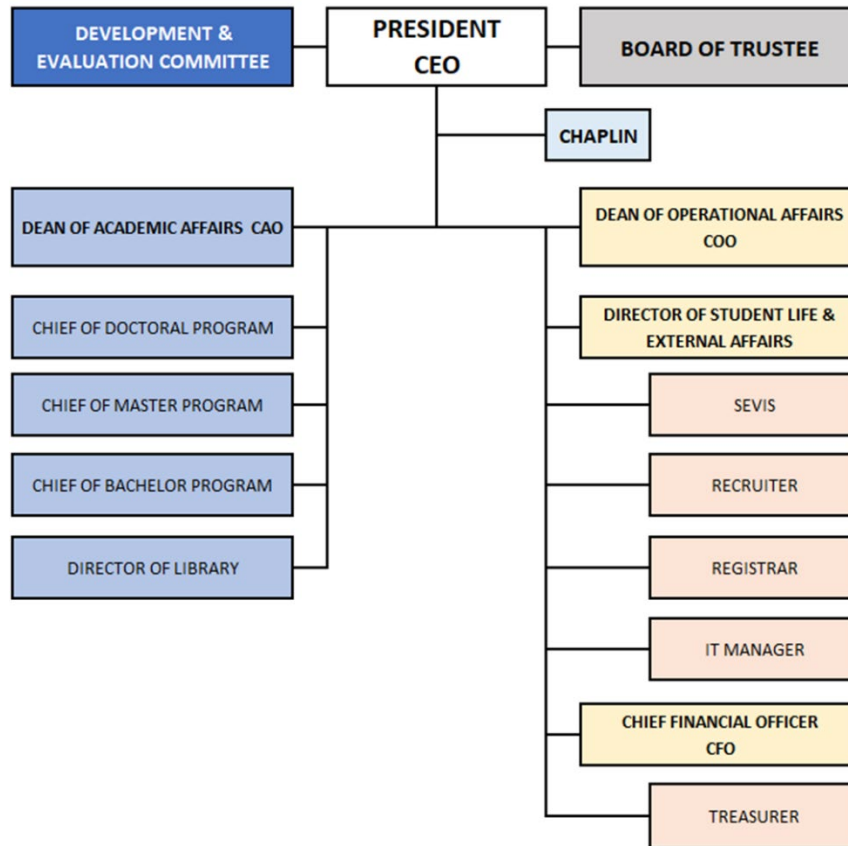 DEVELOPMENT &
EVALUATION COMMITTEE
PRESIDENT
CEO
BOARD OF TRUSTEE
CHAPLIN
DEAN OF ACADEMIC AFFAIRS CAO
CHIEF OF DOCTORAL PROGRAM
CHIEF OF MASTER PROGRAM
CHIEF OF BACHELOR PROGRAM
DIRECTOR OF LIBRARY
DEAN OF OPERATIONAL AFFAIRS
COO
DIRECTOR OF STUDENT LIFE &
EXTERNAL AFFAIRS
SEVIS
RECRUITER
REGISTRAR
IT MANAGER
CHIEF FINANCIAL OFFICER
CFO
TREASURER